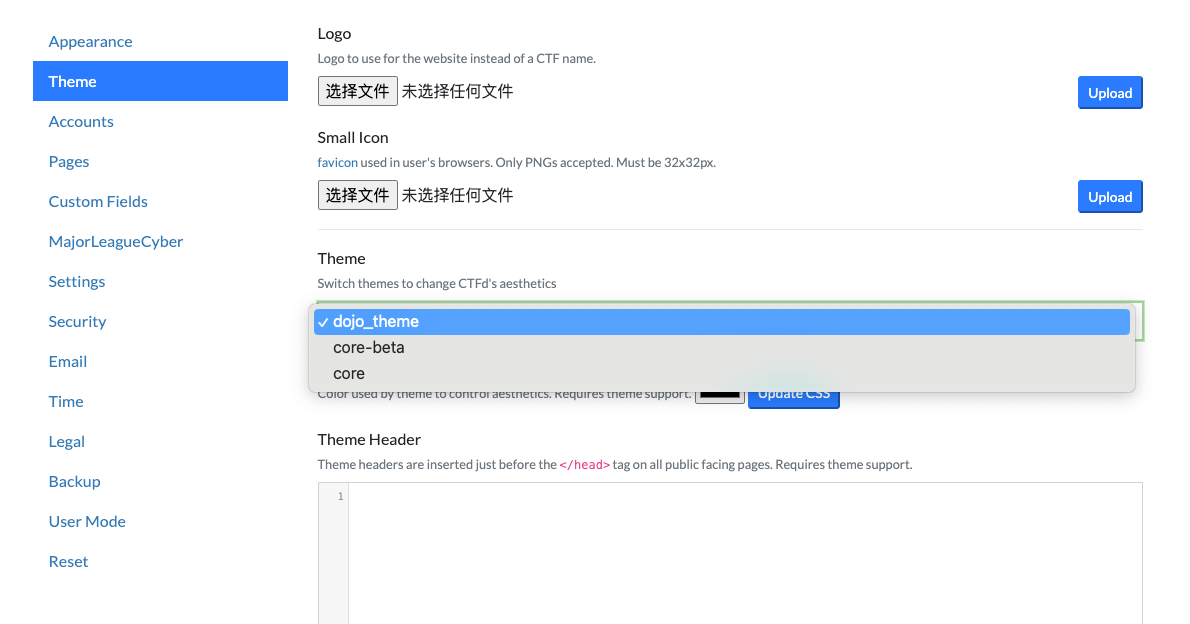 Appearance
Theme
Accounts
Pages
Custom Fields
MajorLeagueCyber
Settings
Security
Email
Time
Legal
Backup
User Mode
Reset
Logo
Logo to use for the website instead of a CTF name.
选择文件 未选择任何文件
Upload
Small Icon
favicon used in user's browsers. Only PNGs accepted. Must be 32x32px.
选择文件 未选择任何文件
Upload
Theme
Switch themes to change CTFd's aesthetics
✓ dojo_theme
core-beta
core
Color used by theme to control aesthetics. Requires theme support.
Update CSS
Theme Header
Theme headers are inserted just before the </head> tag on all public facing pages. Requires theme support.
1